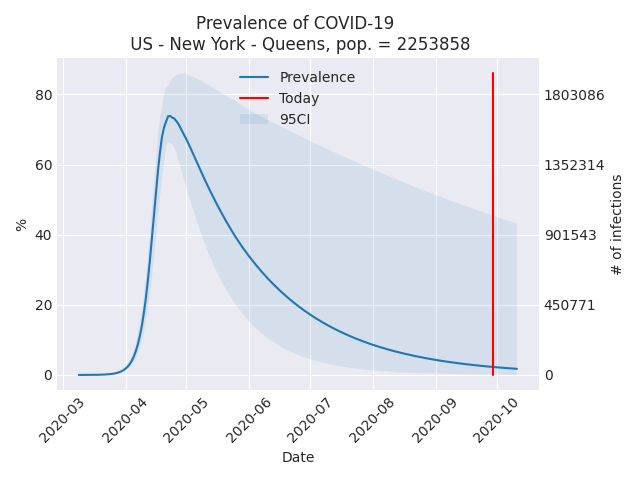 Prevalence of COVID-19
US - New York - Queens, pop. = 2253858
Prevalence
Today
95CI
80
60
40
20
0
%
1803086
1352314
901543
450771
0
# of infections
2020-03
2020-04
2020-05
2020-06
2020-07
2020-08
2020-09
2020-10
Date